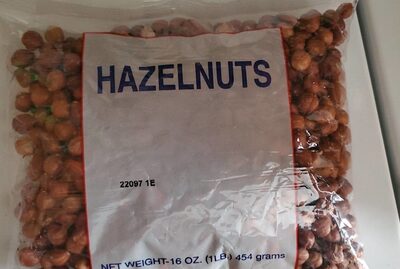 HAZELNUTS
22097 1E
NET WEIGHT-16 OZ. (1LB.) 454 grams